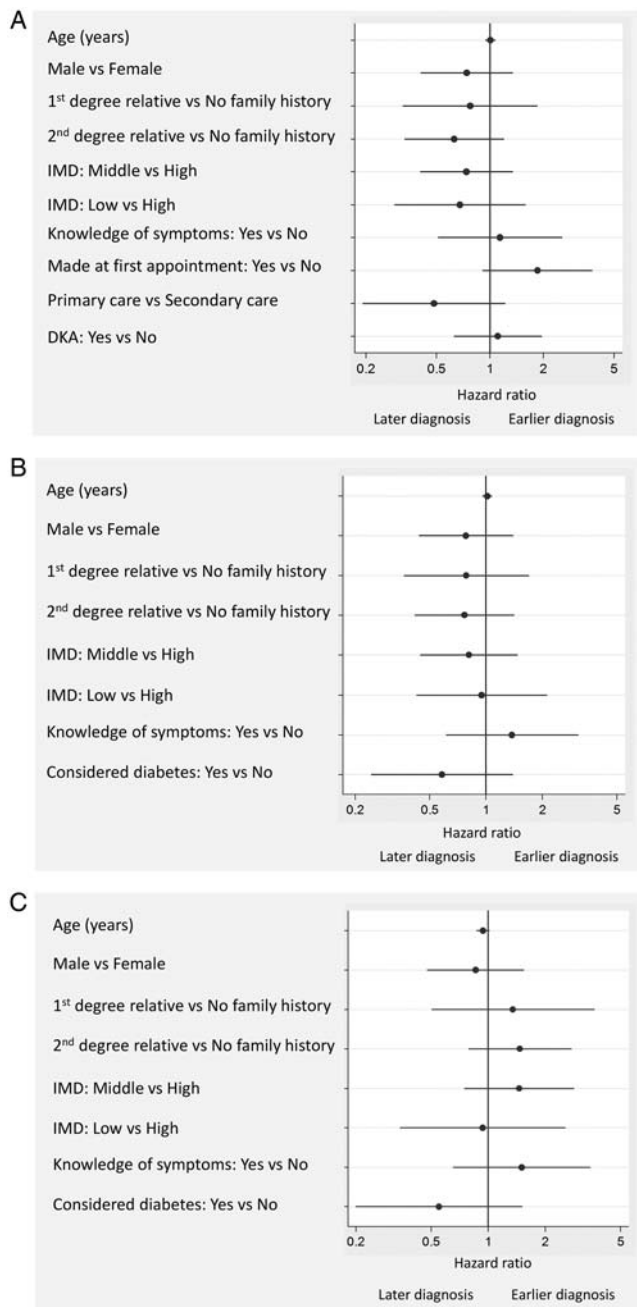 A
Age (years)
Male vs Female
1st degree relative vs No family history
2nd degree relative vs No family history
IMD: Middle vs High
IMD: Low vs High
Knowledge of symptoms: Yes vs No
Made at first appointment: Yes vs No
Primary care vs Secondary care
DKA: Yes vs No
0.2 0.5 1 2 5
Hazard ratio
Later diagnosis Earlier diagnosis
B
Age (years)
Male vs Female
1st degree relative vs No family history
2nd degree relative vs No family history
IMD: Middle vs High
IMD: Low vs High
Knowledge of symptoms: Yes vs No
Considered diabetes: Yes vs No
0.2 0.5 1 2 5
Hazard ratio
Later diagnosis Earlier diagnosis
C
Age (years)
Male vs Female
1st degree relative vs No family history
2nd degree relative vs No family history
IMD: Middle vs High
IMD: Low vs High
Knowledge of symptoms: Yes vs No
Considered diabetes: Yes vs No
0.2 0.5 1 2 5
Hazard ratio
Later diagnosis Earlier diagnosis